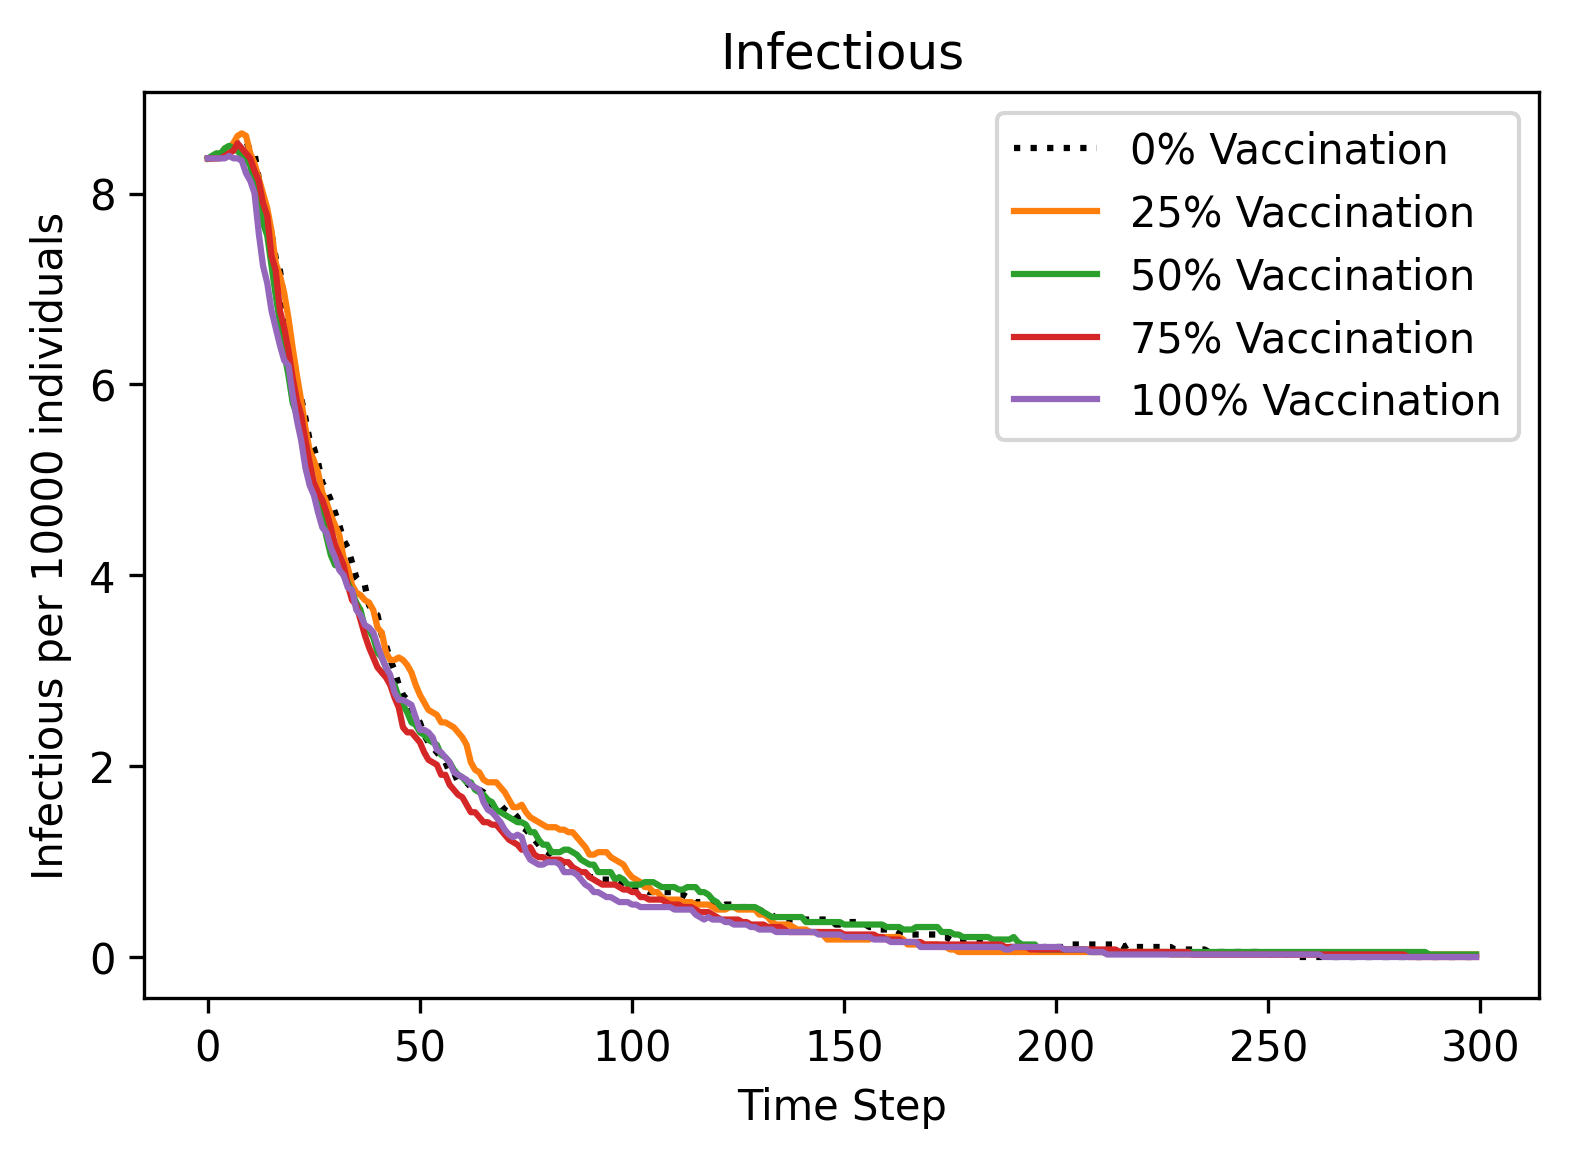 Infectious
Infectious per 10000 individuals
8
6
4
2
0
0% Vaccination
25% Vaccination
50% Vaccination
75% Vaccination
100% Vaccination
0 50 100 150 200 250 300
Time Step